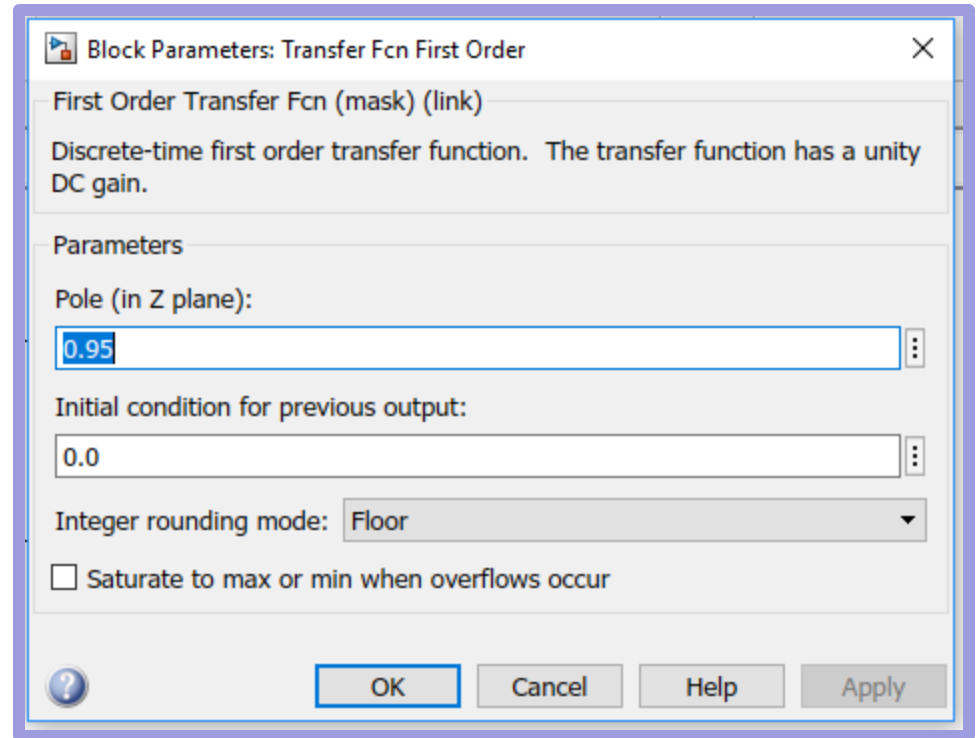 Block Parameters: Transfer Fcn First Order
First Order Transfer Fcn (mask) (link)
Discrete-time first order transfer function.  The transfer function has a unity
DC gain.
Parameters
Pole (in Z plane):
0.95
Initial condition for previous output:
0.0
Integer rounding mode: Floor
Saturate to max or min when overflows occur
? OK Cancel Help Apply